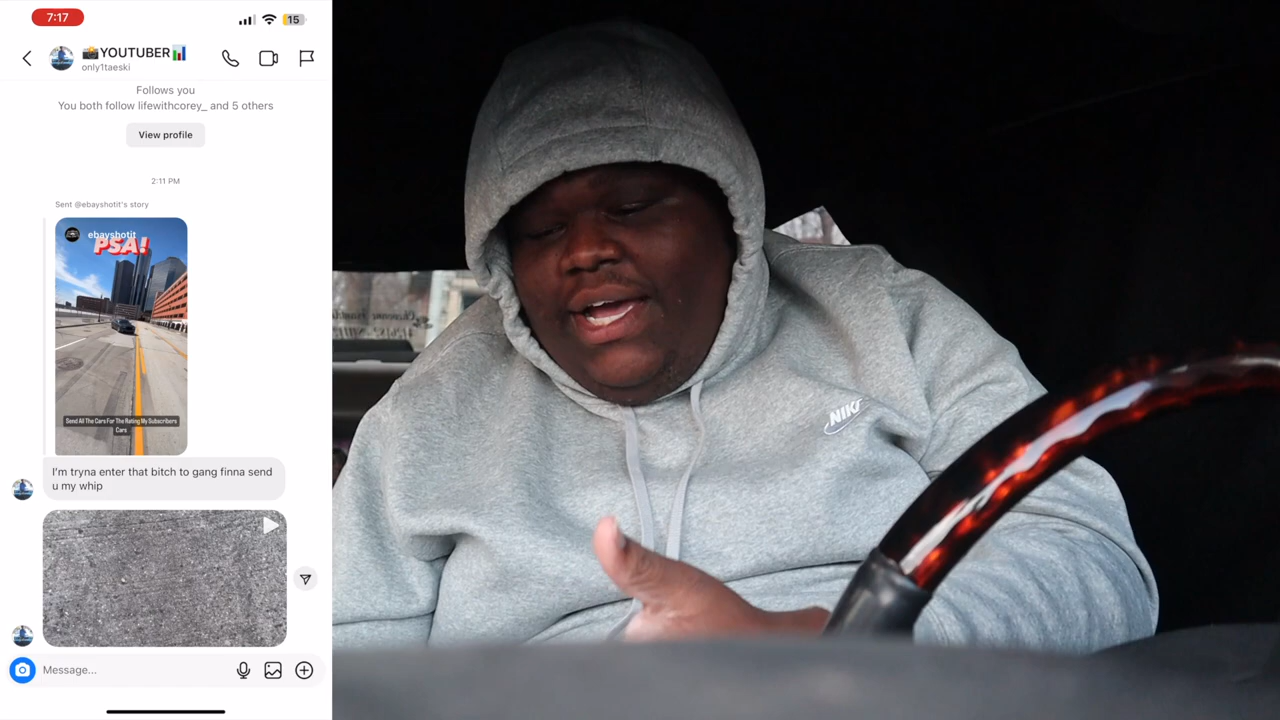 7:17
15
📸YOUTUBER📊
only1taeski
Follows you
You both follow lifewithcorey_ and 5 others
View profile
2:11 PM
Sent @ebayshotit's story
ebayshotit
PSA!
Send All The Cars For The Rating My Subscribers
Cars
I'm tryna enter that bitch to gang finna send
u my whip
Message...
NIKE